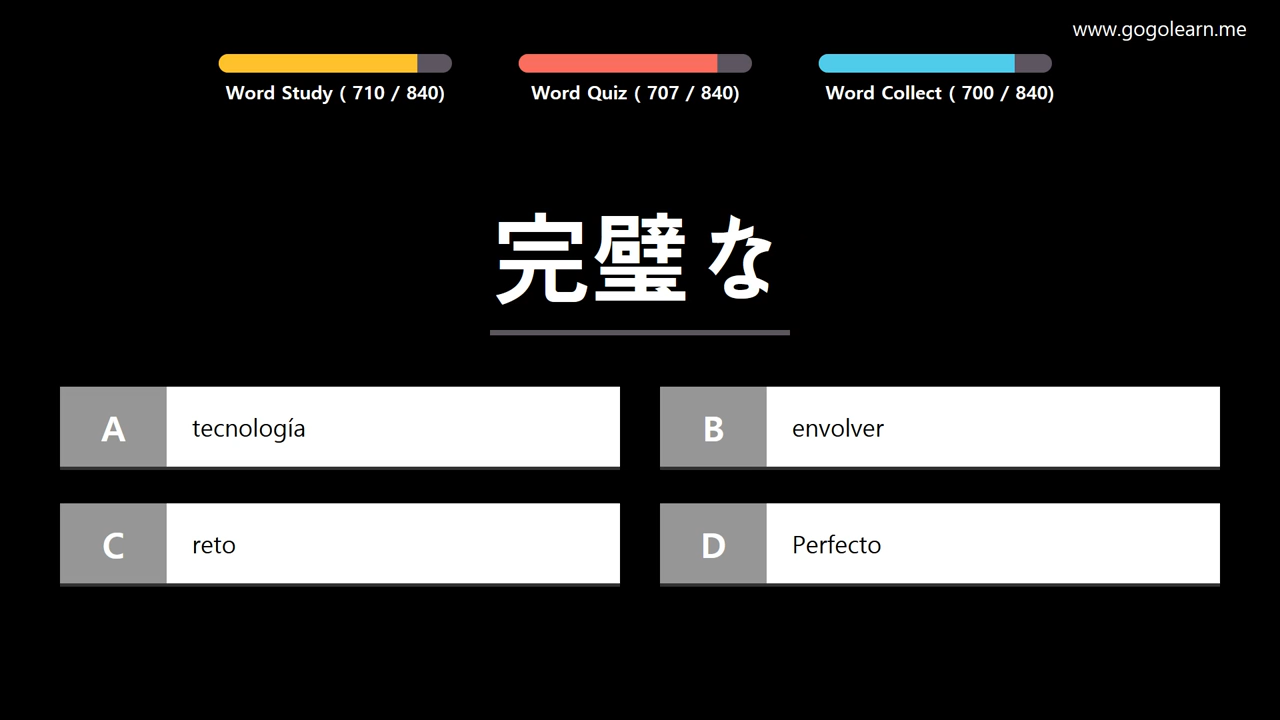 www.gogolearn.me
Word Study ( 710 / 840)
Word Quiz ( 707 / 840)
Word Collect ( 700 / 840)
完璧な
A tecnología
B envolver
C reto
D Perfecto